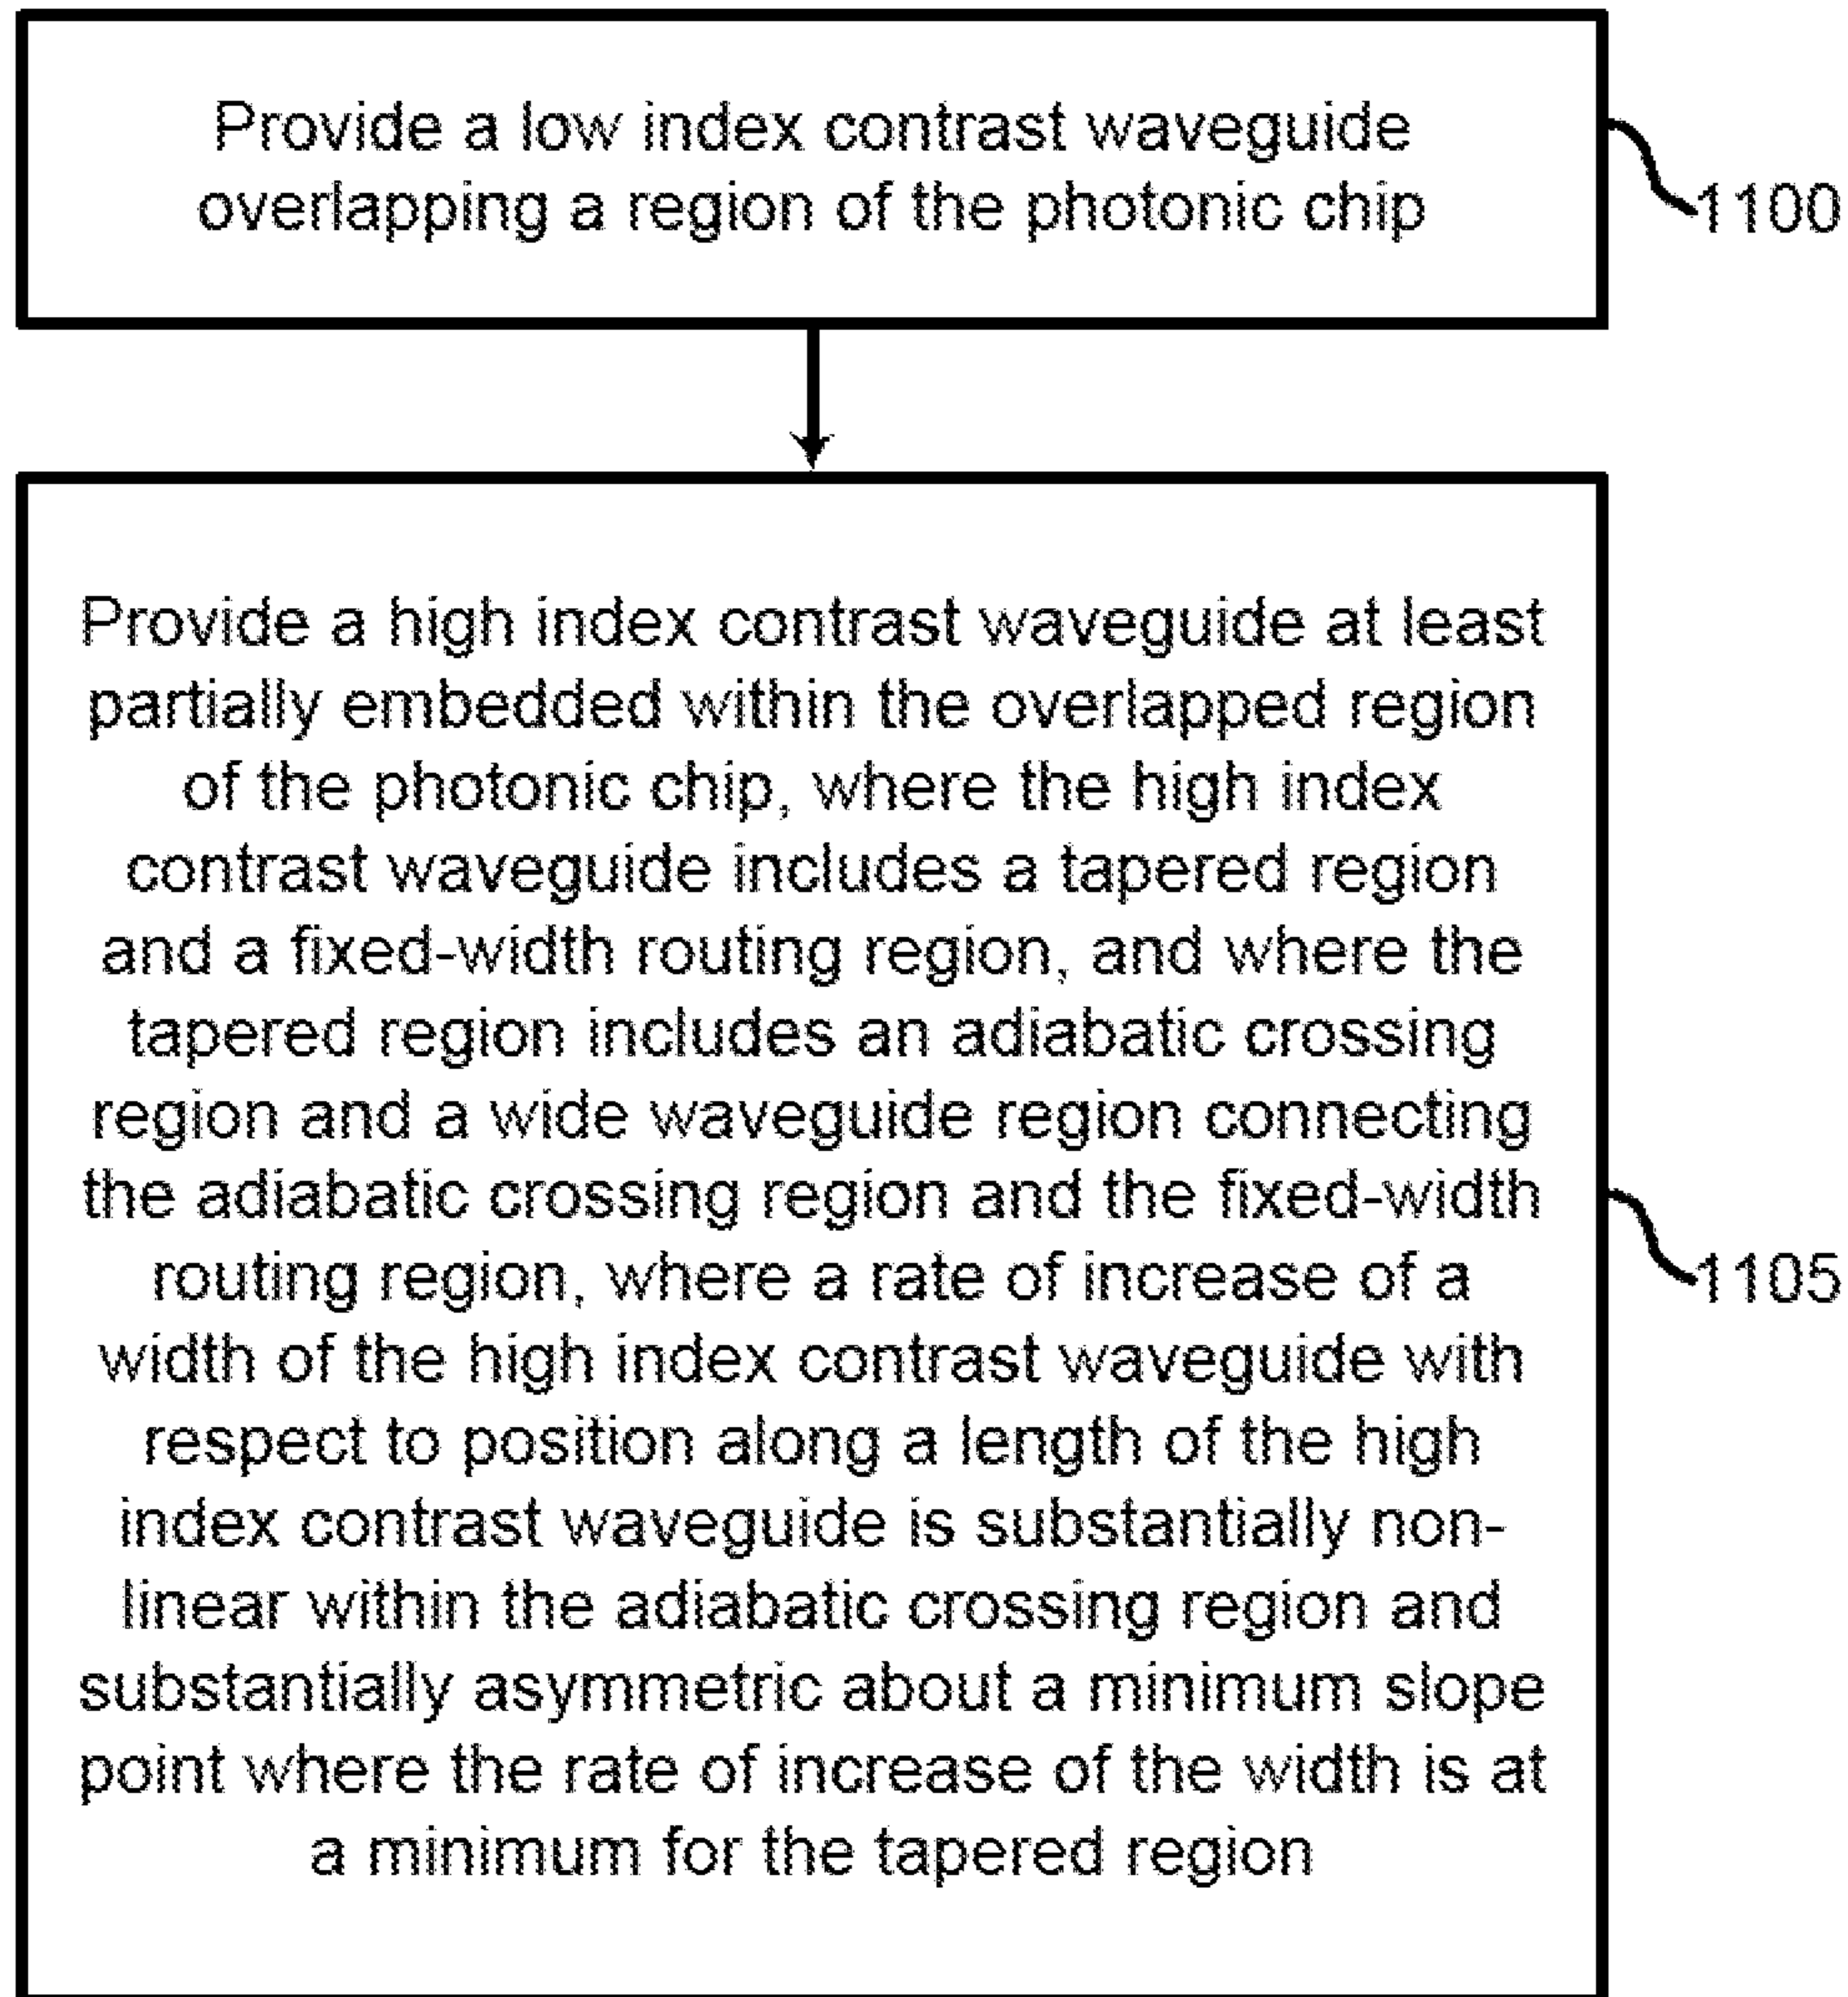 Provide a low index contrast waveguide
overlapping a region of the photonic chip
1100
Provide a high index contrast waveguide at least
partially embedded within the overlapped region
of the photonic chip, where the high index
contrast waveguide includes a tapered region
and a fixed-width routing region, and where the
tapered region includes an adiabatic crossing
region and a wide waveguide region connecting
the adiabatic crossing region and the fixed-width
routing region, where a rate of increase of a
width of the high index contrast waveguide with
respect to position along a length of the high
index contrast waveguide is substantially non-
linear within the adiabatic crossing region and
substantially asymmetric about a minimum slope
point where the rate of increase of the width is at
a minimum for the tapered region
1105